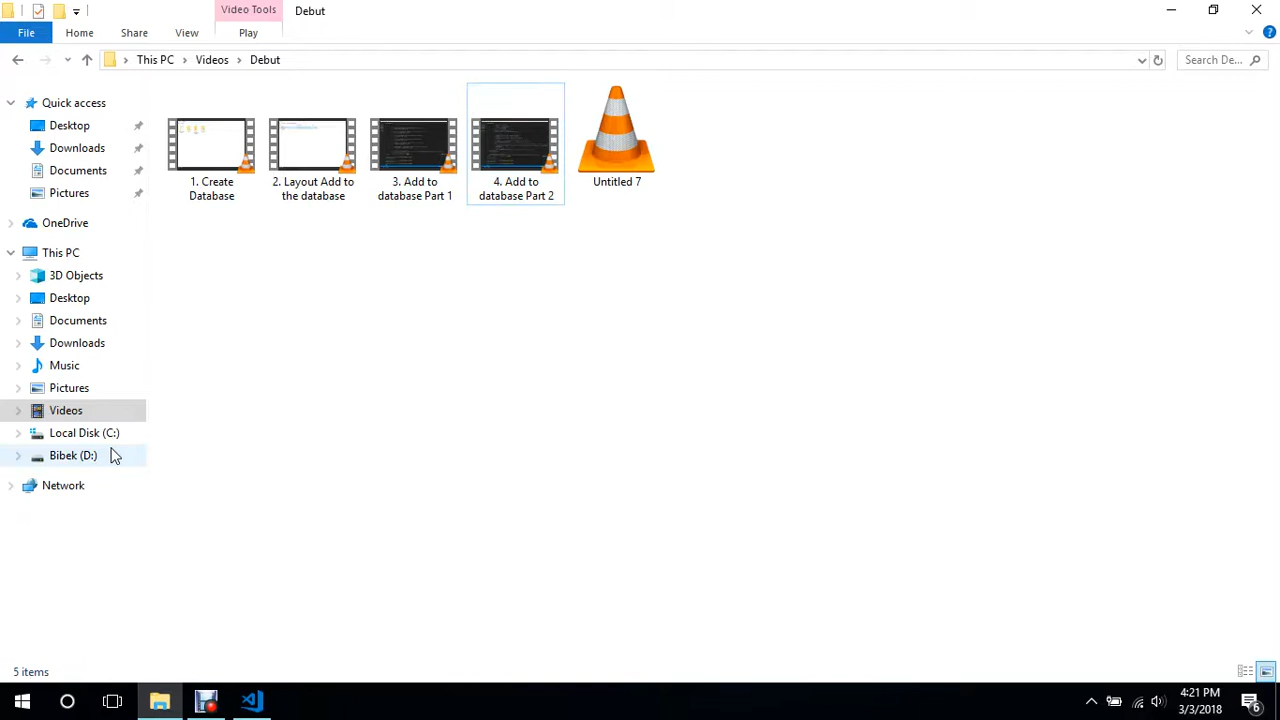 Video Tools
Debut
File
Home
Share
View
Play
This PC
Videos
Debut
Search De...
Quick access
Desktop
Downloads
Documents
Pictures
OneDrive
This PC
3D Objects
Desktop
Documents
Downloads
Music
Pictures
Videos
Local Disk (C:)
Bibek (D:)
Network
1. Create
Database
2. Layout Add to
the database
3. Add to
database Part 1
4. Add to
database Part 2
Untitled 7
5 items
4:21 PM
3/3/2018
6